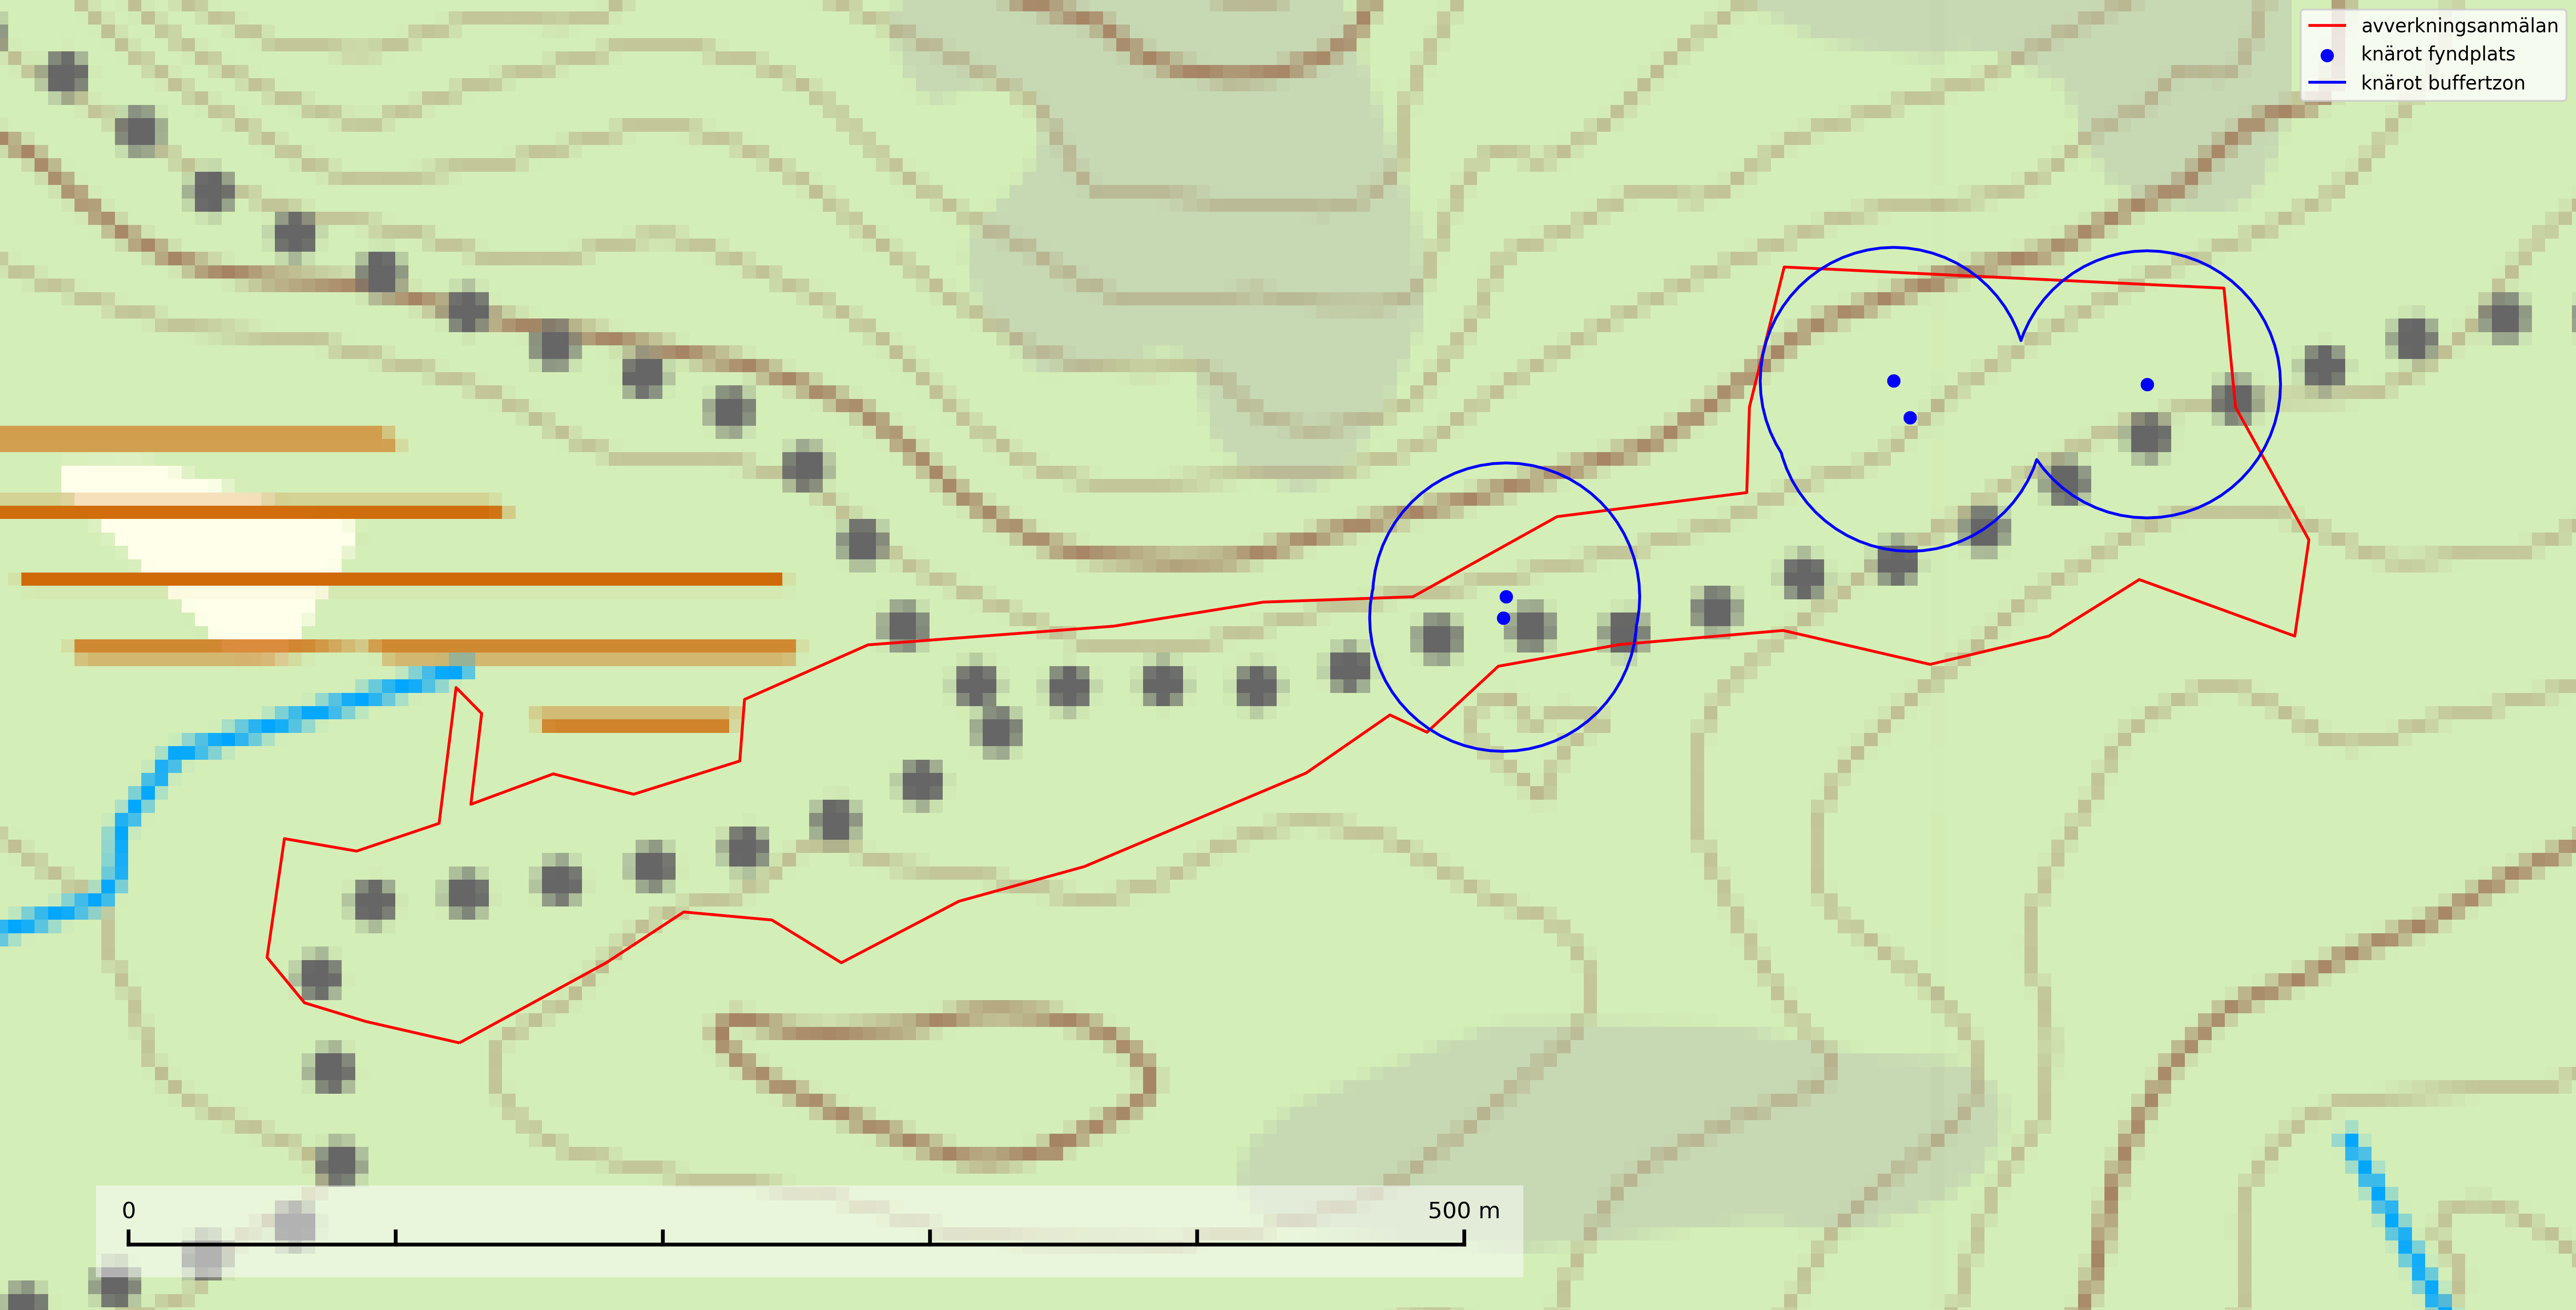 avverkningsanmälan
knärot fyndplats
knärot buffertzon
0
500 m